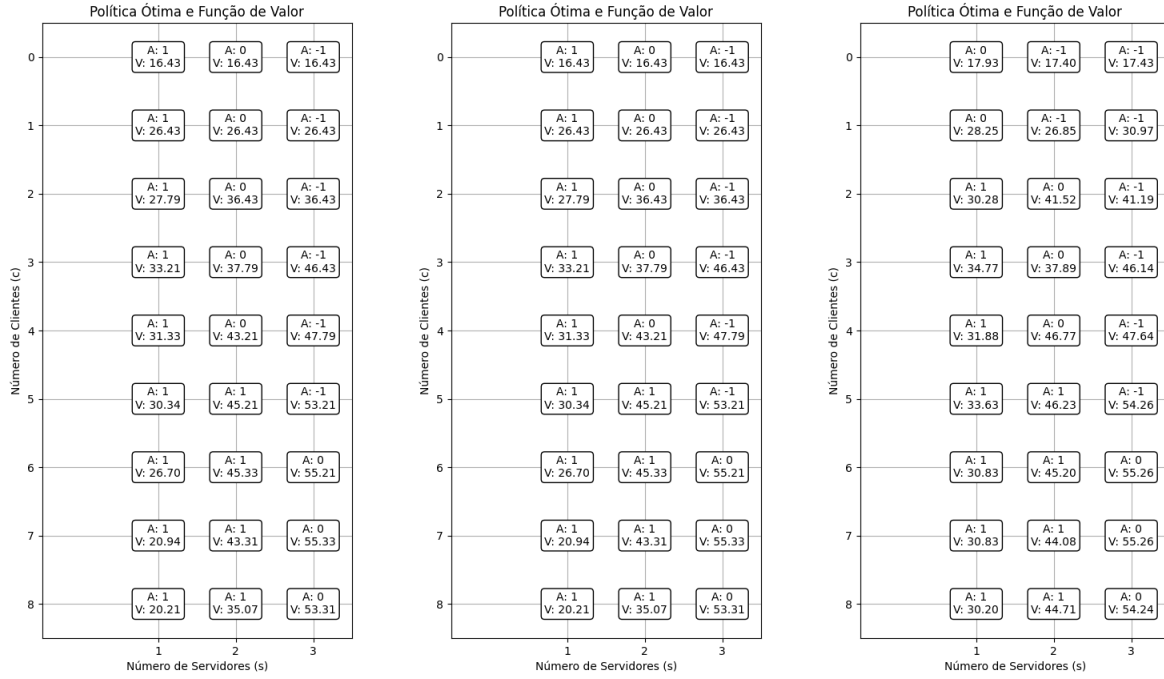 Política Ótima e Função de Valor
Número de Clientes (c)
0
A: 1 A: 0 A: -1
V: 16.43 V: 16.43 V: 16.43
1
A: 1 A: 0 A: -1
V: 26.43 V: 26.43 V: 26.43
2
A: 1 A: 0 A: -1
V: 27.79 V: 36.43 V: 36.43
3
A: 1 A: 0 A: -1
V: 33.21 V: 37.79 V: 46.43
4
A: 1 A: 0 A: -1
V: 31.33 V: 43.21 V: 47.79
5
A: 1 A: 1 A: -1
V: 30.34 V: 45.21 V: 53.21
6
A: 1 A: 1 A: 0
V: 26.70 V: 45.33 V: 55.21
7
A: 1 A: 1 A: 0
V: 20.94 V: 43.31 V: 55.33
8
A: 1 A: 1 A: 0
V: 20.21 V: 35.07 V: 53.31
1 2 3
Número de Servidores (s)
Política Ótima e Função de Valor
Número de Clientes (c)
0
A: 1 A: 0 A: -1
V: 16.43 V: 16.43 V: 16.43
1
A: 1 A: 0 A: -1
V: 26.43 V: 26.43 V: 26.43
2
A: 1 A: 0 A: -1
V: 27.79 V: 36.43 V: 36.43
3
A: 1 A: 0 A: -1
V: 33.21 V: 37.79 V: 46.43
4
A: 1 A: 0 A: -1
V: 31.33 V: 43.21 V: 47.79
5
A: 1 A: 1 A: -1
V: 30.34 V: 45.21 V: 53.21
6
A: 1 A: 1 A: 0
V: 26.70 V: 45.33 V: 55.21
7
A: 1 A: 1 A: 0
V: 20.94 V: 43.31 V: 55.33
8
A: 1 A: 1 A: 0
V: 20.21 V: 35.07 V: 53.31
1 2 3
Número de Servidores (s)
Política Ótima e Função de Valor
Número de Clientes (c)
0
A: 0 A: -1 A: -1
V: 17.93 V: 17.40 V: 17.43
1
A: 0 A: -1 A: -1
V: 28.25 V: 26.85 V: 30.97
2
A: 1 A: 0 A: -1
V: 30.28 V: 41.52 V: 41.19
3
A: 1 A: 0 A: -1
V: 34.77 V: 37.89 V: 46.14
4
A: 1 A: 0 A: -1
V: 31.88 V: 46.77 V: 47.64
5
A: 1 A: 1 A: -1
V: 33.63 V: 46.23 V: 54.26
6
A: 1 A: 1 A: 0
V: 30.83 V: 45.20 V: 55.26
7
A: 1 A: 1 A: 0
V: 30.83 V: 44.08 V: 55.26
8
A: 1 A: 1 A: 0
V: 30.20 V: 44.71 V: 54.24
1 2 3
Número de Servidores (s)